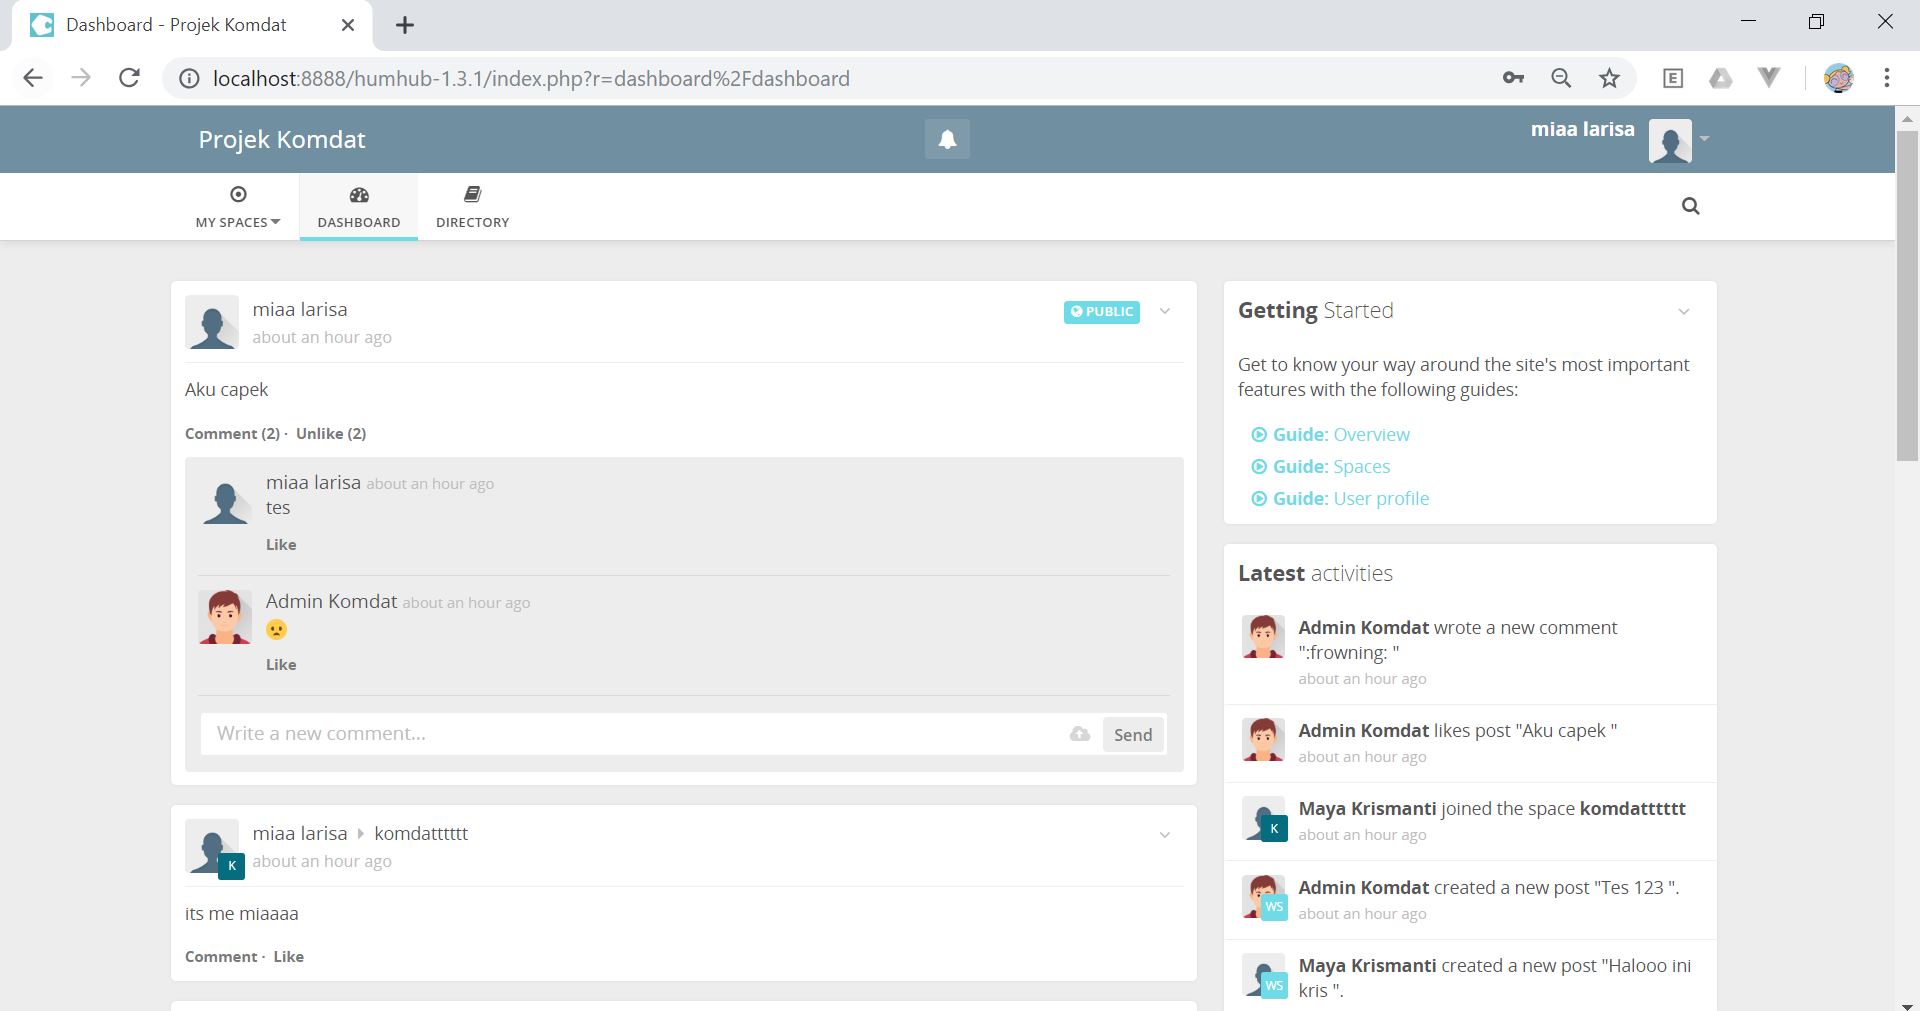 Dashboard - Projek Komdat
localhost:8888/humhub-1.3.1/index.php?r=dashboard%2Fdashboard
E
Projek Komdat
miaa larisa
MY SPACES
DASHBOARD
DIRECTORY
miaa larisa
about an hour ago
PUBLIC
Aku capek
Comment (2) · Unlike (2)
miaa larisa about an hour ago
tes
Like
Admin Komdat about an hour ago
Like
Write a new comment...
Send
miaa larisa komdatttttt
about an hour ago
K
its me miaaaa
Comment · Like
Getting Started
Get to know your way around the site's most important
features with the following guides:
Guide: Overview
Guide: Spaces
Guide: User profile
Latest activities
Admin Komdat wrote a new comment
":frowning: "
about an hour ago
Admin Komdat likes post "Aku capek "
about an hour ago
Maya Krismanti joined the space komdatttttt
K
about an hour ago
Admin Komdat created a new post "Tes 123 ".
WS
about an hour ago
Maya Krismanti created a new post "Halooo ini
WS
kris ".